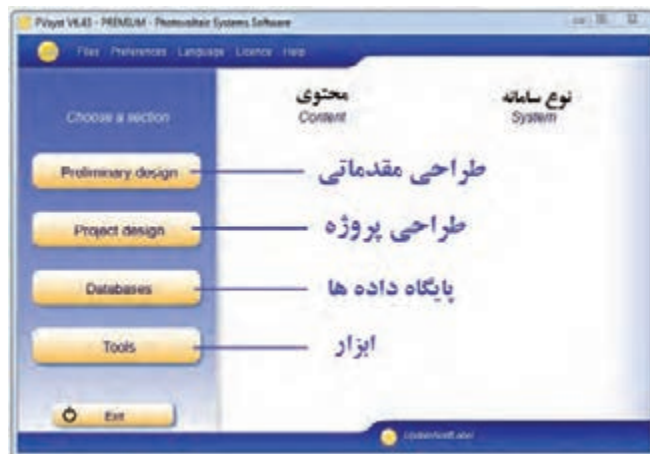 PVsyst V6.43 - PREMIUM - Photovoltaic Systems Software
Files Preferences Language Licence Help
Choose a section
محتوی
Content
نوع سامانه
System
Preliminary design
طراحی مقدماتی
Project design
طراحی پروژه
Databases
پایگاه داده ها
Tools
ابزار
Exit